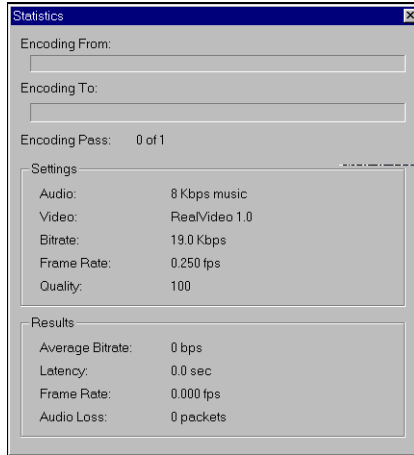 Statistics
Encoding From:
Encoding To:
Encoding Pass: 0 of 1
Settings
Audio: 8 Kbps music
Video: RealVideo 1.0
Bitrate: 19.0 Kbps
Frame Rate: 0.250 fps
Quality: 100
Results
Average Bitrate: 0 bps
Latency: 0.0 sec
Frame Rate: 0.000 fps
Audio Loss: 0 packets